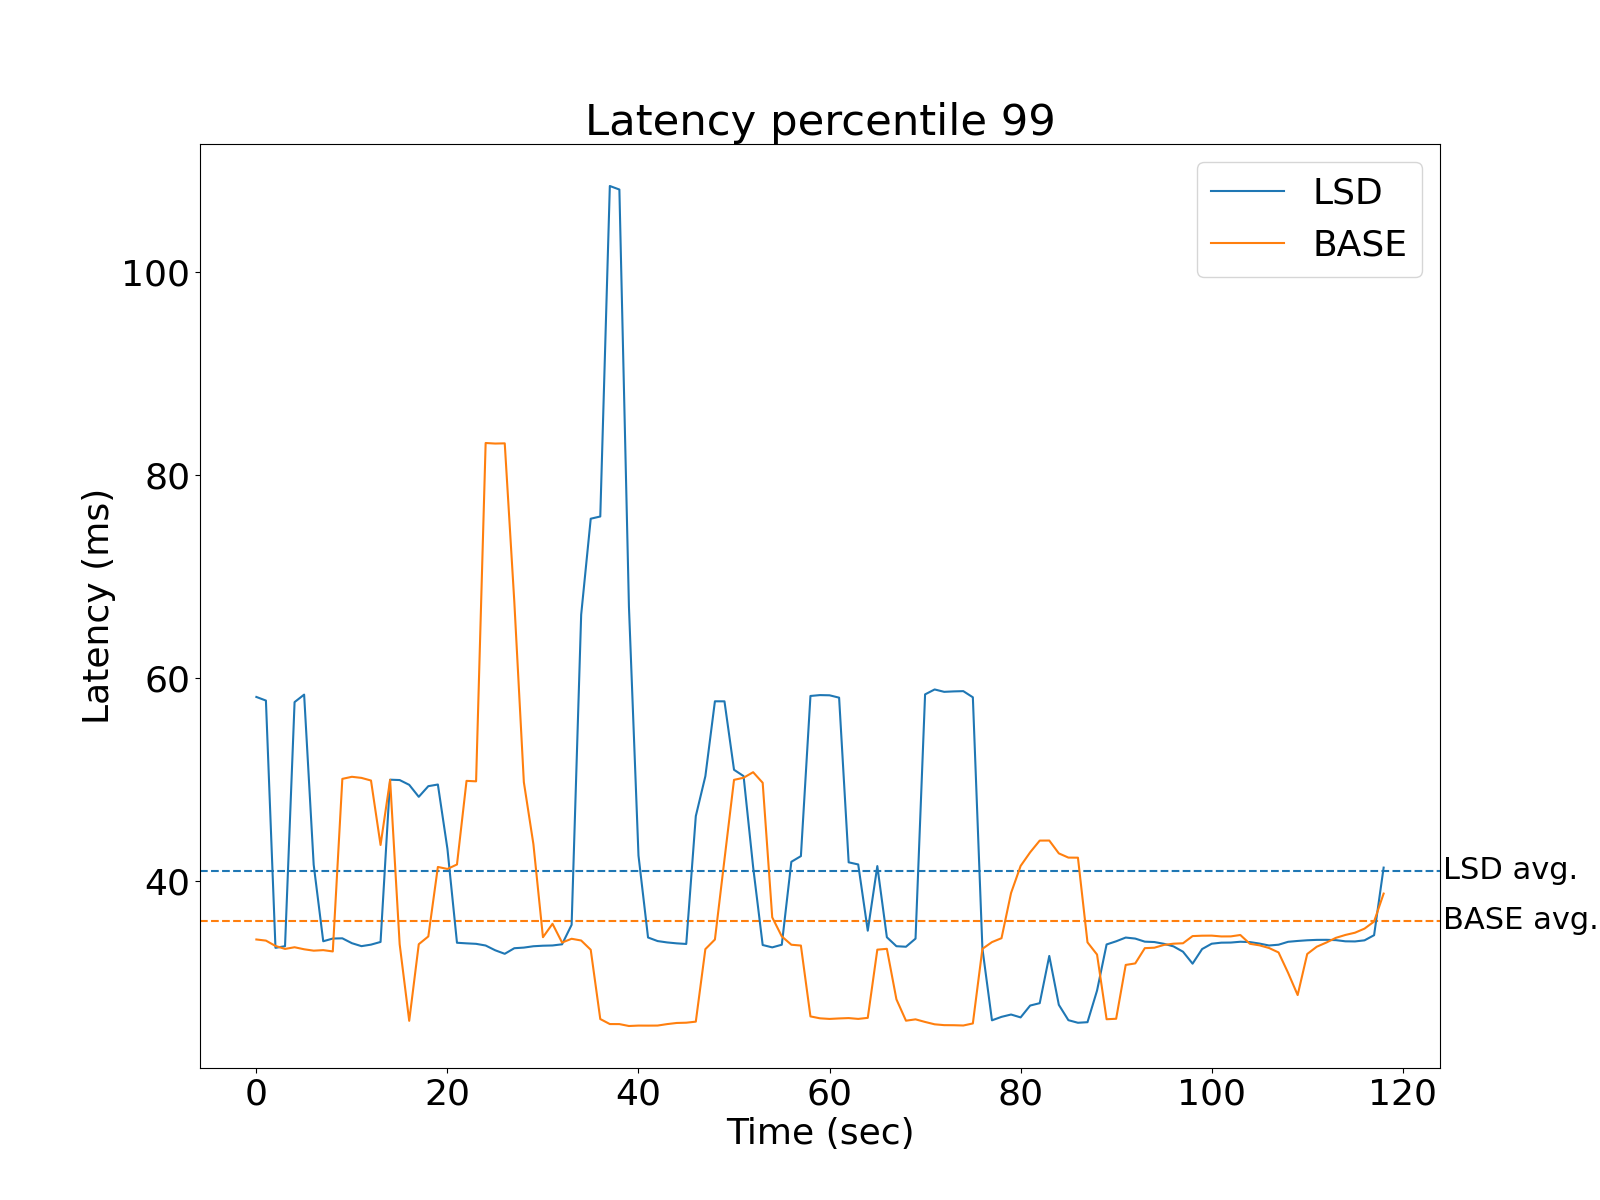 Latency percentile 99
LSD
BASE
100
80
60
40
Latency (ms)
LSD avg.
BASE avg.
0 20 40 60 80 100 120
Time (sec)